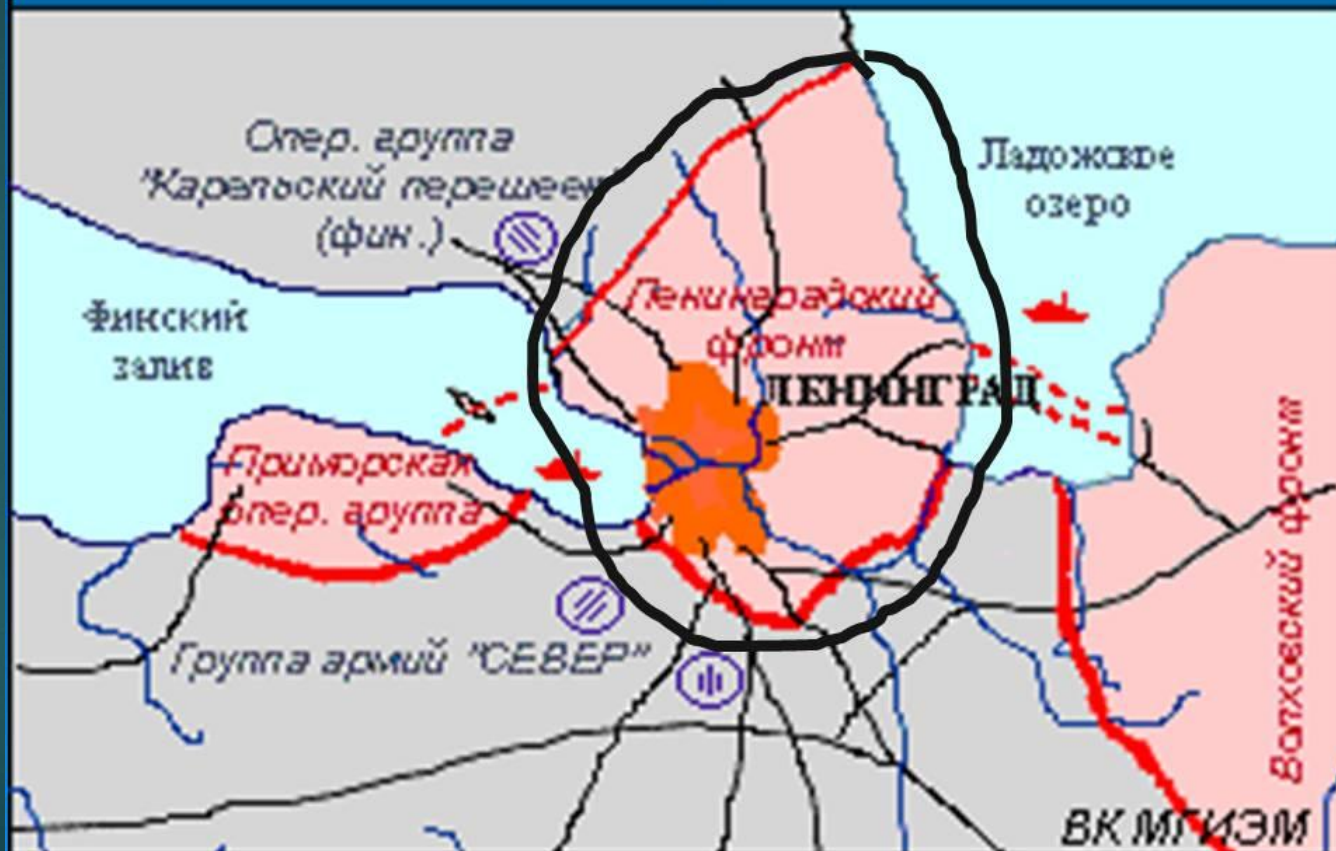 Опер. группа
"Карельский перешеек
(фин.)
Ладожское
озеро
Финский
залив
Ленинградский
фронт
ЛЕНИНГРАД
Приморская
опер. группа
Группа армий "СЕВЕР"
Волховский фронт
ВК МГИЭМ